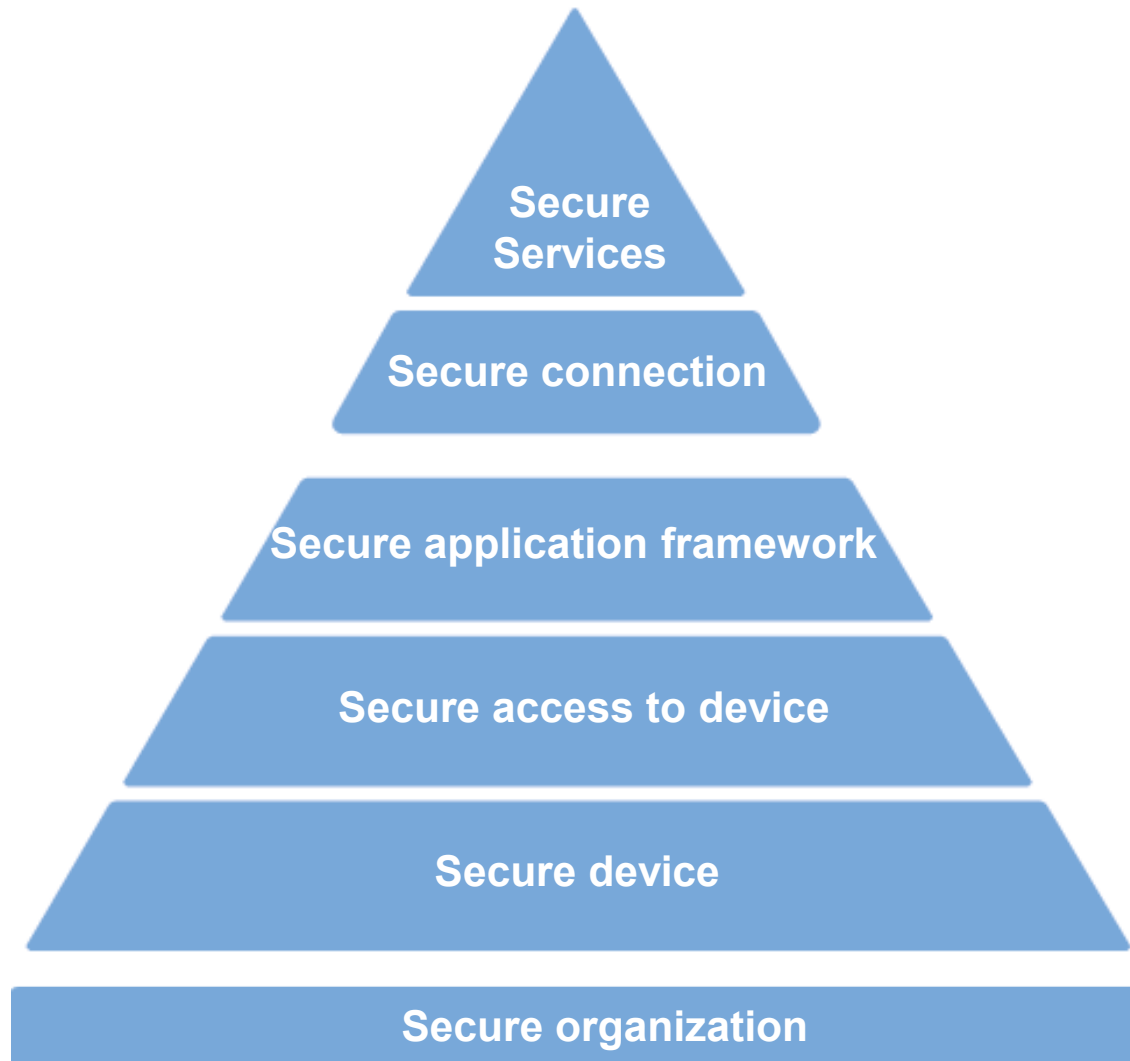 Secure
Services
Secure connection
Secure application framework
Secure access to device
Secure device
Secure organization